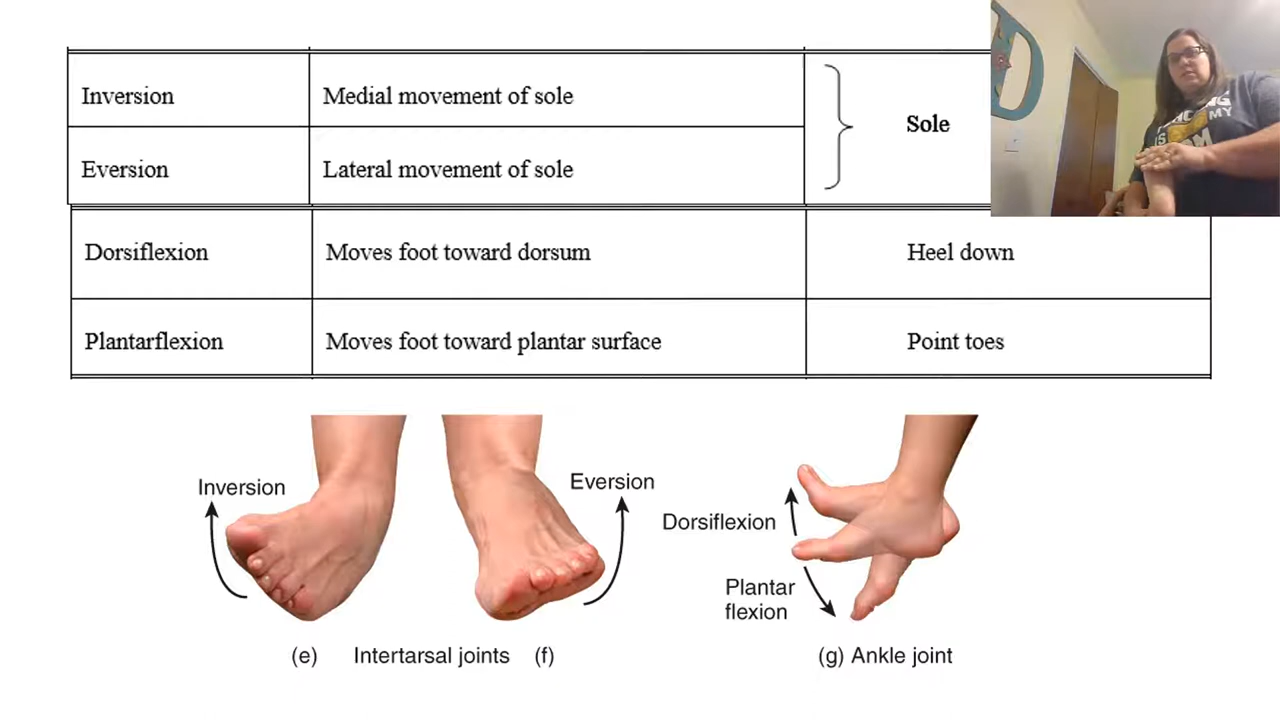 Inversion
Medial movement of sole
Eversion
Lateral movement of sole
Sole
Dorsiflexion
Moves foot toward dorsum
Heel down
Plantarflexion
Moves foot toward plantar surface
Point toes
Inversion
Eversion
Dorsiflexion
Plantar
flexion
(e)
Intertarsal joints
(f)
(g) Ankle joint
D
MY